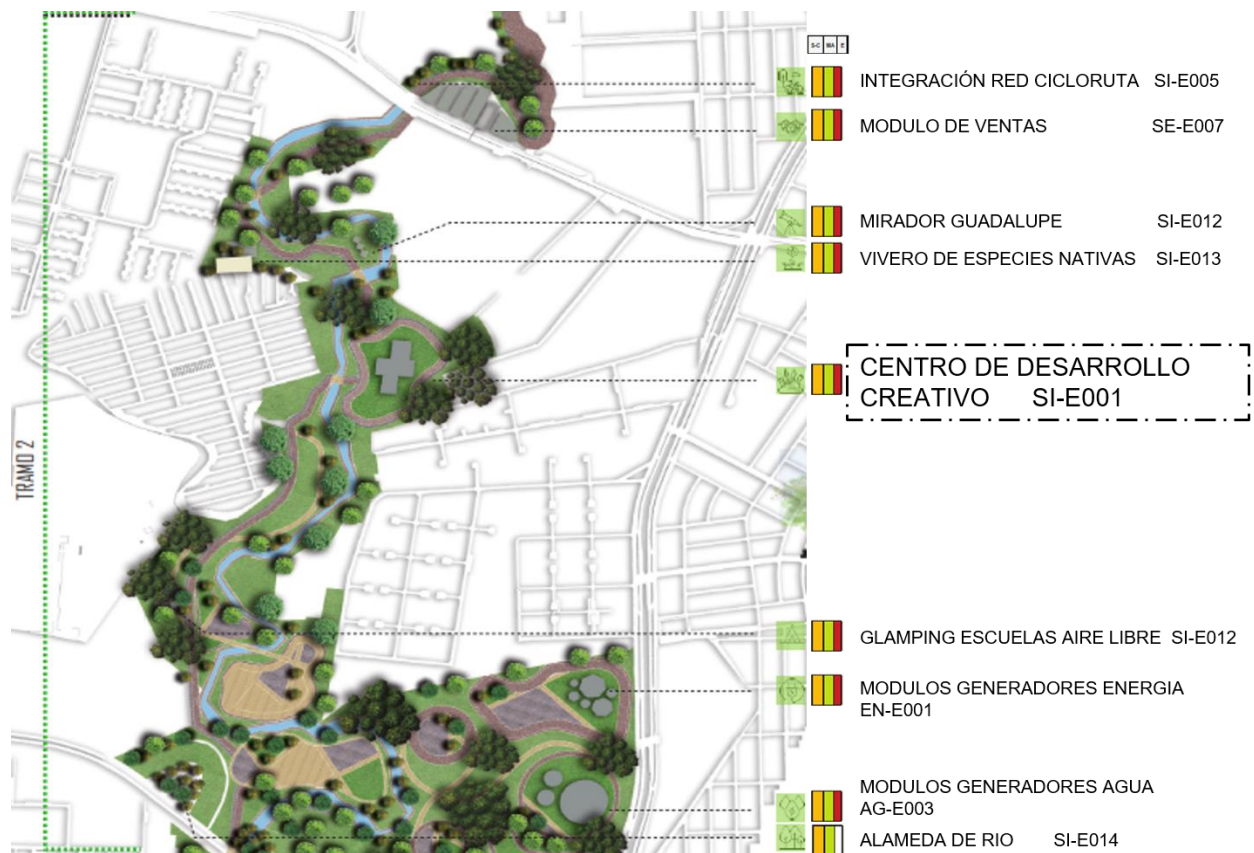 S-C MA E
INTEGRACIÓN RED CICLORUTA SI-E005
MODULO DE VENTAS SE-E007
MIRADOR GUADALUPE SI-E012
VIVERO DE ESPECIES NATIVAS SI-E013
CENTRO DE DESARROLLO
CREATIVO SI-E001
TRAMO 2
GLAMPING ESCUELAS AIRE LIBRE SI-E012
MODULOS GENERADORES ENERGIA
EN-E001
MODULOS GENERADORES AGUA
AG-E003
ALAMEDA DE RIO SI-E014